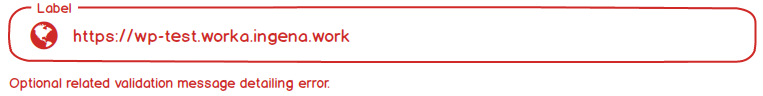 Label
https://wp-test.worka.ingena.work
Optional related validation message detailing error.